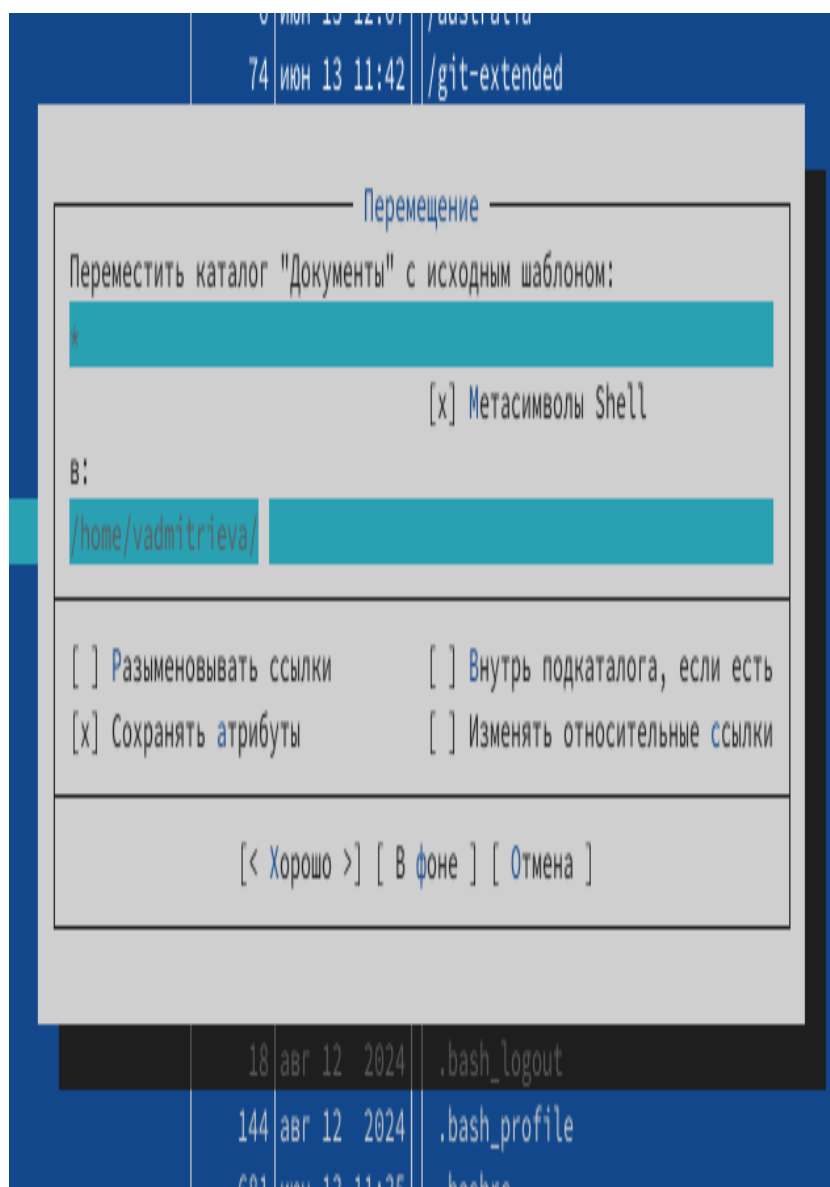 74 июн 13 11:42 /git-extended
Перемещение
Переместить каталог "Документы" с исходным шаблоном:
*
[x] Метасимволы Shell
в:
/home/vadmitrieva/
[ ] Разыменовывать ссылки [ ] Внутрь подкаталога, если есть
[x] Сохранять атрибуты [ ] Изменять относительные ссылки
[< Хорошо >] [ В фоне ] [ Отмена ]
18 авг 12 2024 .bash_logout
144 авг 12 2024 .bash_profile